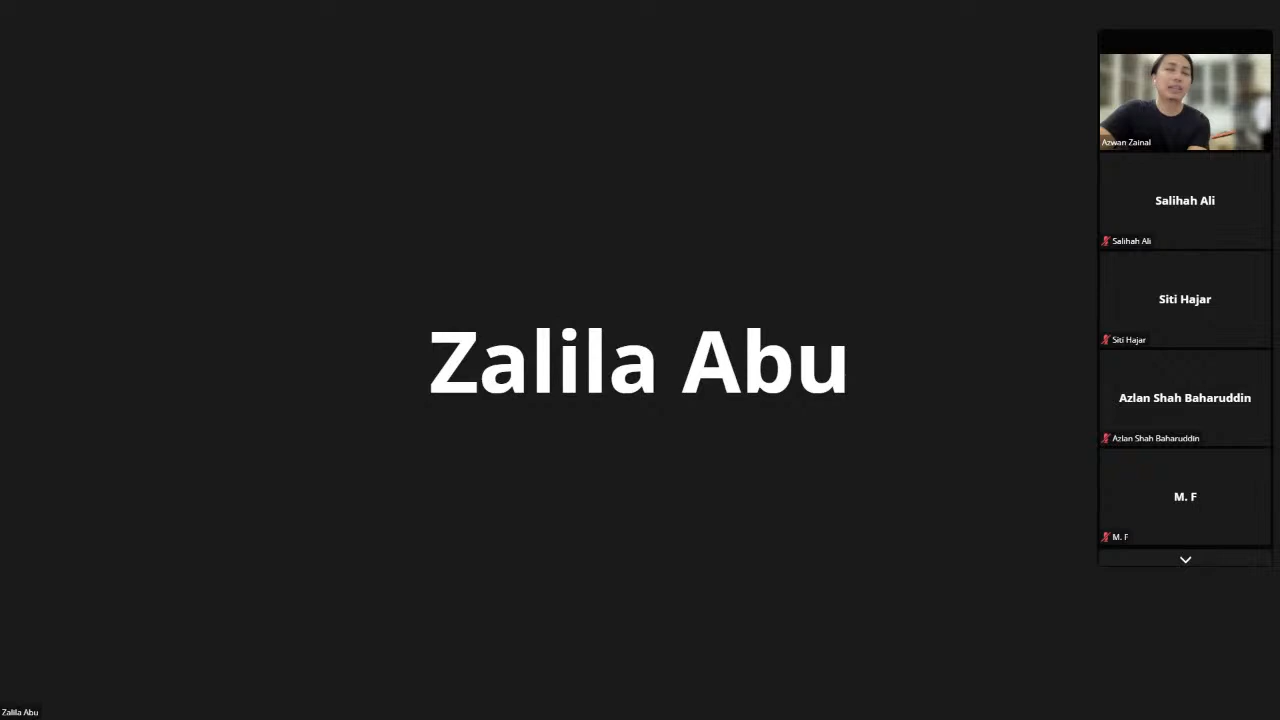 Azwan Zainal
Salihah Ali
Salihah Ali
Siti Hajar
Siti Hajar
Zalila Abu
Azlan Shah Baharuddin
Azlan Shah Baharuddin
M. F
M. F
Zalila Abu